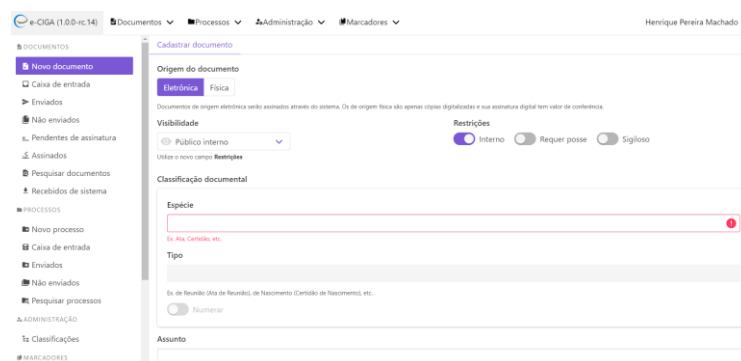 e-CIGA (1.0.0-rc.14) Documentos Processos Administração Marcadores Henrique Pereira Machado
DOCUMENTOS
Novo documento
Caixa de entrada
Enviados
Não enviados
Pendentes de assinatura
Assinados
Pesquisar documentos
Recebidos de sistema
PROCESSOS
Novo processo
Caixa de entrada
Enviados
Não enviados
Pesquisar processos
ADMINISTRAÇÃO
Classificações
MARCADORES
Cadastrar documento
Origem do documento
Eletrônica Física
Documentos de origem eletrônica serão assinados através do sistema. Os de origem física são apenas cópias digitalizadas e sua assinatura digital tem valor de conferência.
Visibilidade
Público interno
Utilize o novo campo Restrições
Restrições
Interno Requer posse Sigiloso
Classificação documental
Espécie
Ex. Ata, Certidão, etc.
Tipo
Ex. de Reunião (Ata de Reunião), de Nascimento (Certidão de Nascimento), etc.
Numerar
Assunto